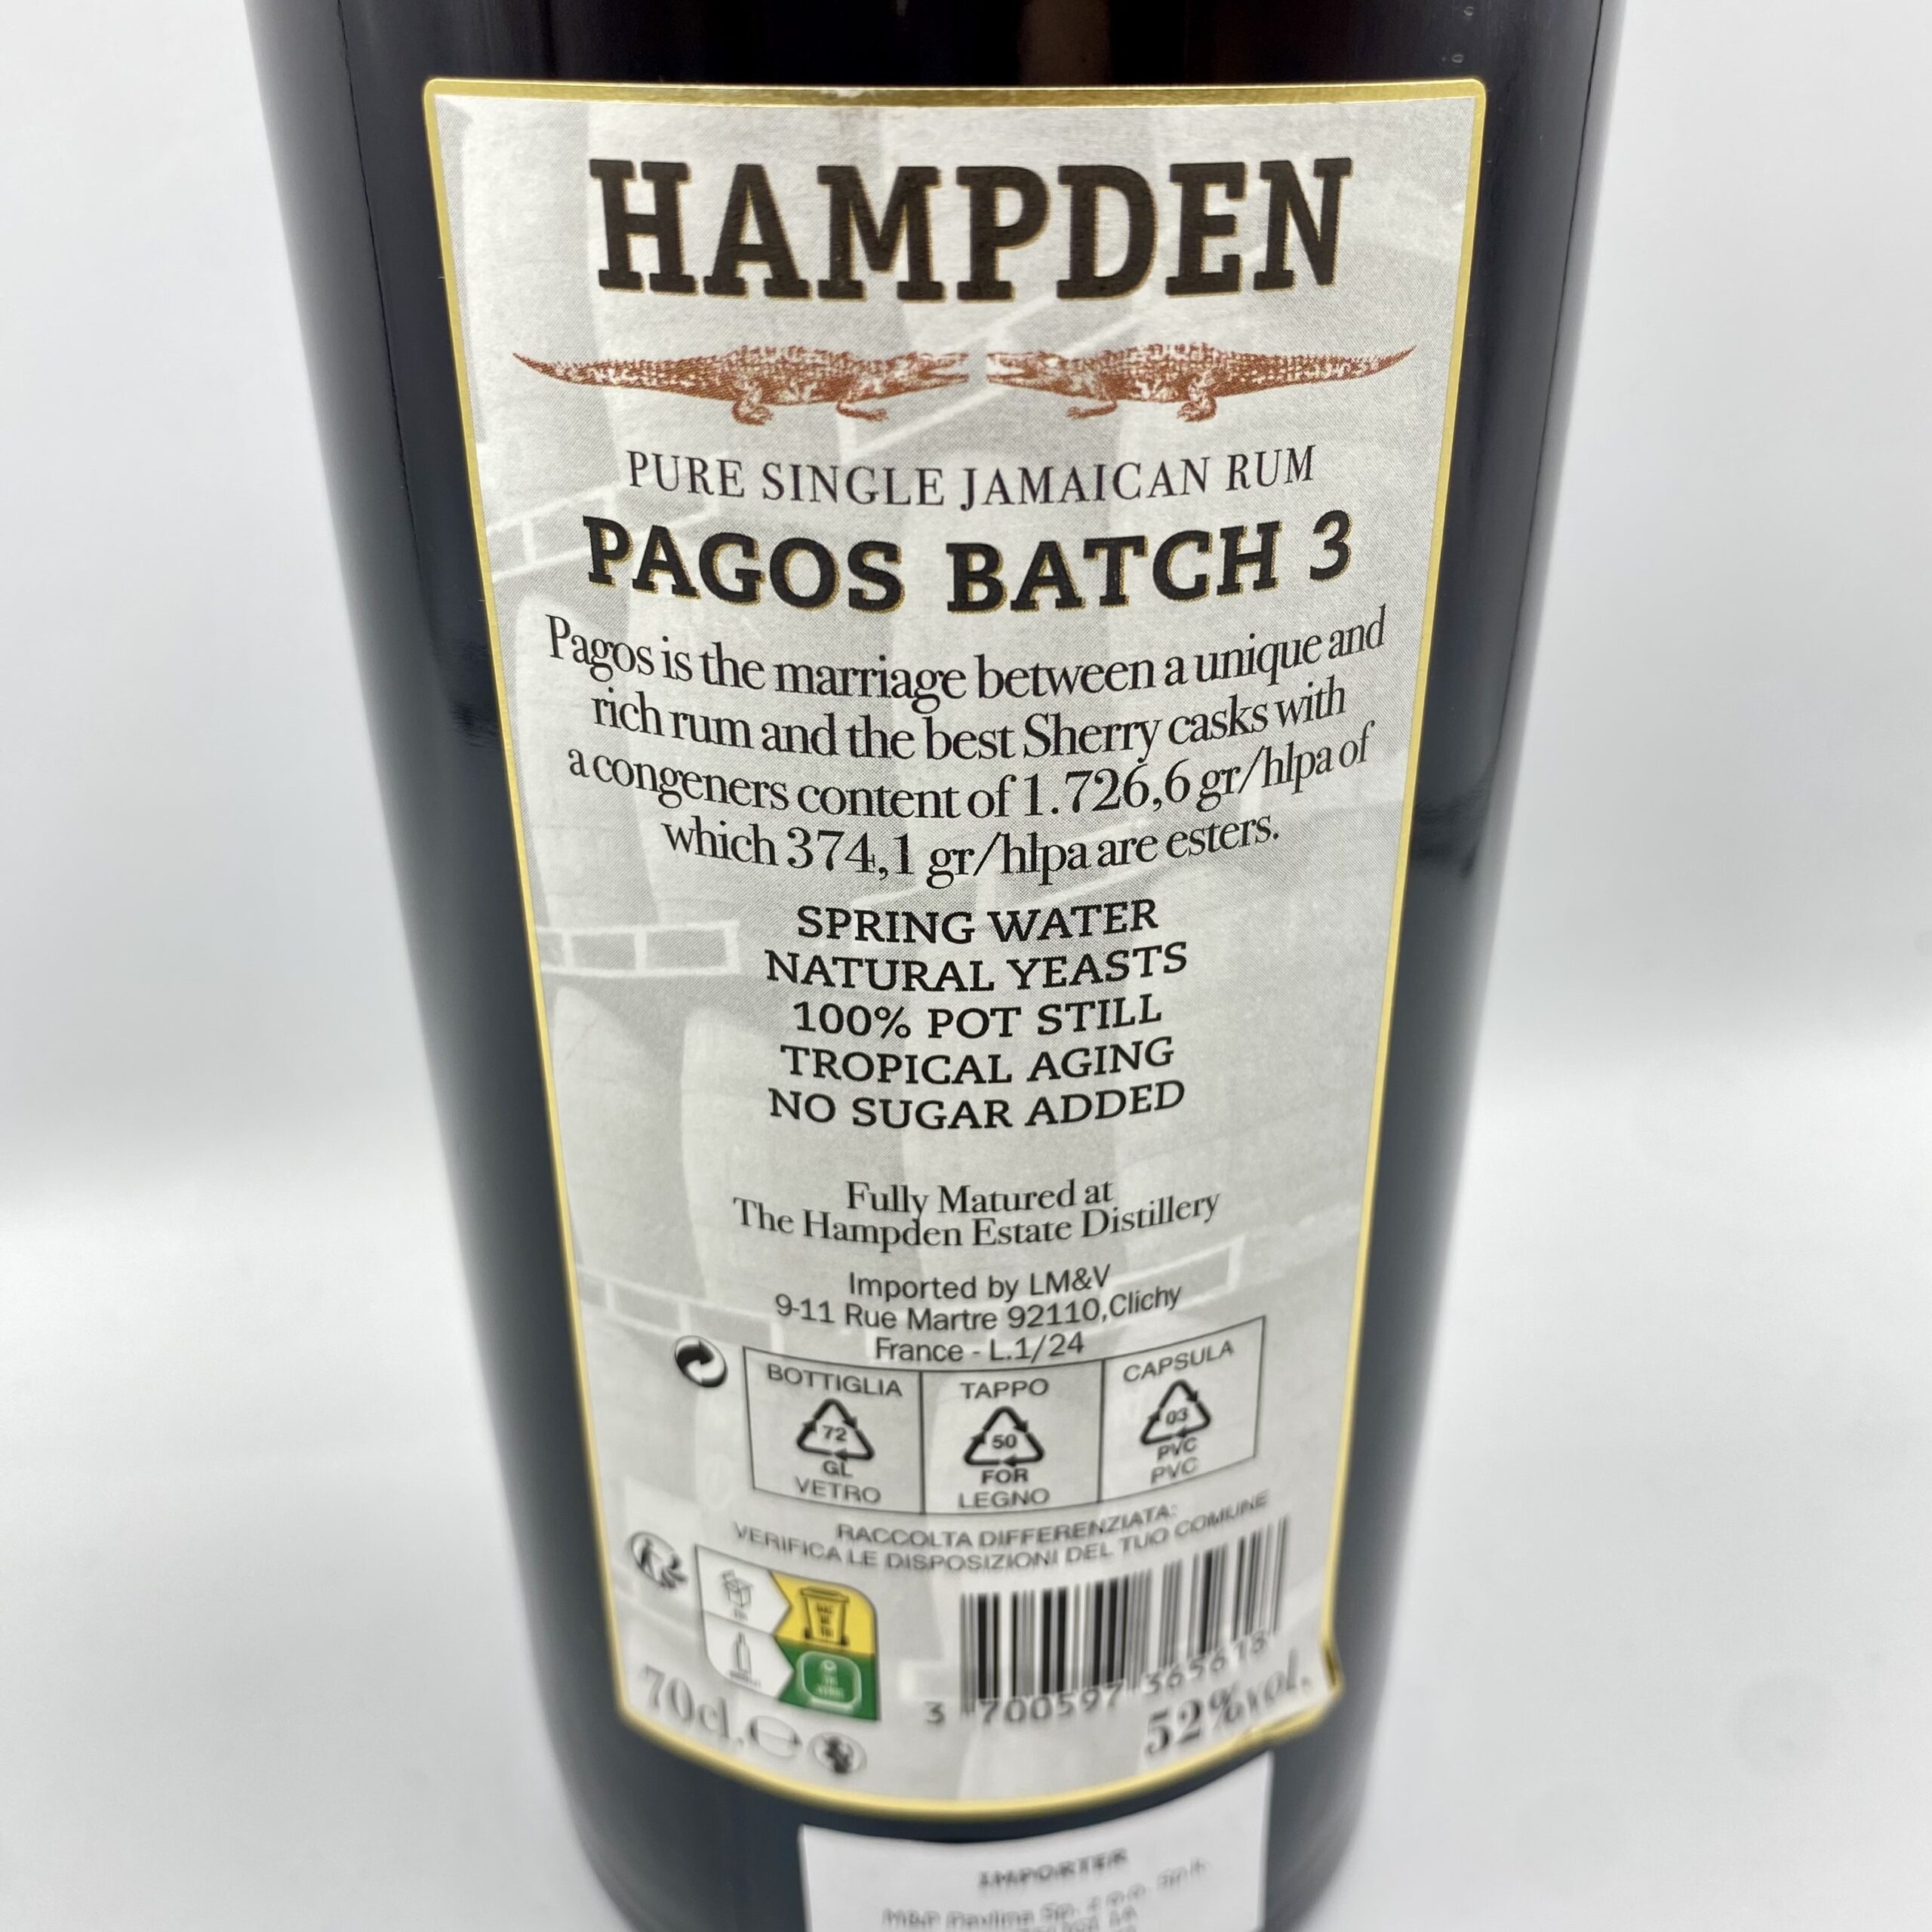 HAMPDEN
PURE SINGLE JAMAICAN RUM
PAGOS BATCH 3
Pagos is the marriage between a unique and
rich rum and the best Sherry casks with
a congeners content of 1.726,6 gr/hlpa of
which 374,1 gr/hlpa are esters.
SPRING WATER
NATURAL YEASTS
100% POT STILL
TROPICAL AGING
NO SUGAR ADDED
Fully Matured at
The Hampden Estate Distillery
Imported by LM&V
9-11 Rue Martre 92110,Clichy
France - L.1/24
BOTTIGLIA TAPPO CAPSULA
72 50 03
GL FOR PVC
VETRO LEGNO PVC
RACCOLTA DIFFERENZIATA:
VERIFICA LE DISPOSIZIONI DEL TUO COMUNE
3 700597 365613
70cl. e 52%vol.
IMPORTER